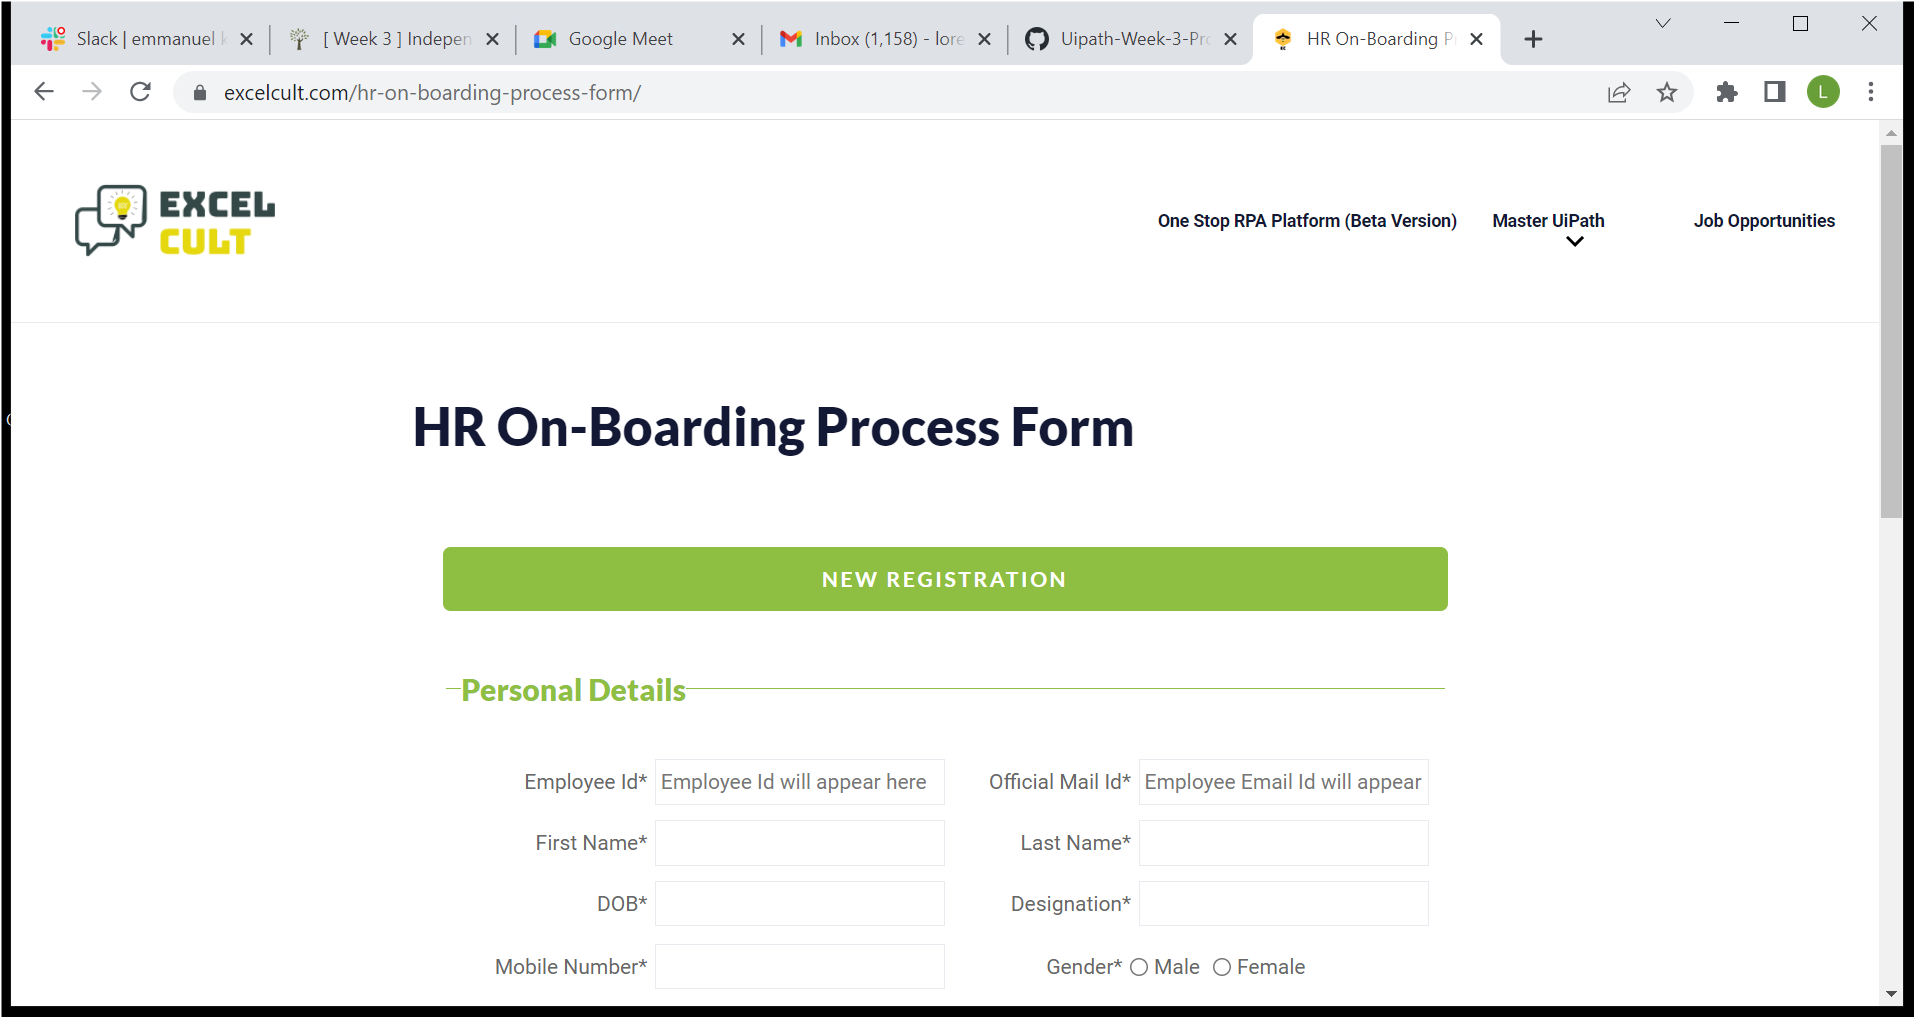 Slack | emmanuel k
[ Week 3 ] Indepen
Google Meet
Inbox (1,158) - lore
Uipath-Week-3-Pro
HR On-Boarding P
excelcult.com/hr-on-boarding-process-form/
L
EXCEL
CULT
One Stop RPA Platform (Beta Version)
Master UiPath
Job Opportunities
HR On-Boarding Process Form
NEW REGISTRATION
Personal Details
Employee Id* Employee Id will appear here
Official Mail Id* Employee Email Id will appear
First Name*
Last Name*
DOB*
Designation*
Mobile Number*
Gender* Male Female